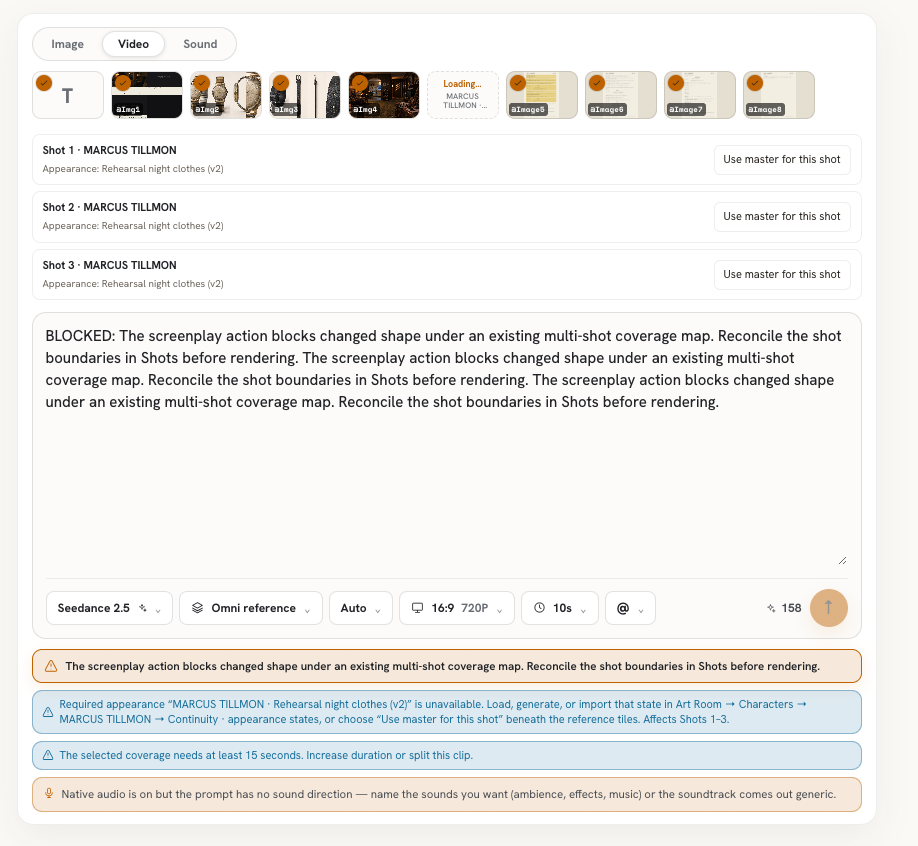 Image Video Sound
T
aImg1
aImg2
aImg3
aImg4
Loading…
MARCUS
TILLMON ·…
aImage5
aImage6
aImage7
aImage8
Shot 1 · MARCUS TILLMON
Appearance: Rehearsal night clothes (v2)
Use master for this shot
Shot 2 · MARCUS TILLMON
Appearance: Rehearsal night clothes (v2)
Use master for this shot
Shot 3 · MARCUS TILLMON
Appearance: Rehearsal night clothes (v2)
Use master for this shot
BLOCKED: The screenplay action blocks changed shape under an existing multi-shot coverage map. Reconcile the shot
boundaries in Shots before rendering. The screenplay action blocks changed shape under an existing multi-shot
coverage map. Reconcile the shot boundaries in Shots before rendering. The screenplay action blocks changed shape
under an existing multi-shot coverage map. Reconcile the shot boundaries in Shots before rendering.
Seedance 2.5 Omni reference Auto 16:9 720P 10s @ 158
The screenplay action blocks changed shape under an existing multi-shot coverage map. Reconcile the shot boundaries in Shots before rendering.
Required appearance “MARCUS TILLMON · Rehearsal night clothes (v2)” is unavailable. Load, generate, or import that state in Art Room → Characters →
MARCUS TILLMON → Continuity · appearance states, or choose “Use master for this shot” beneath the reference tiles. Affects Shots 1–3.
The selected coverage needs at least 15 seconds. Increase duration or split this clip.
Native audio is on but the prompt has no sound direction — name the sounds you want (ambience, effects, music) or the soundtrack comes out generic.